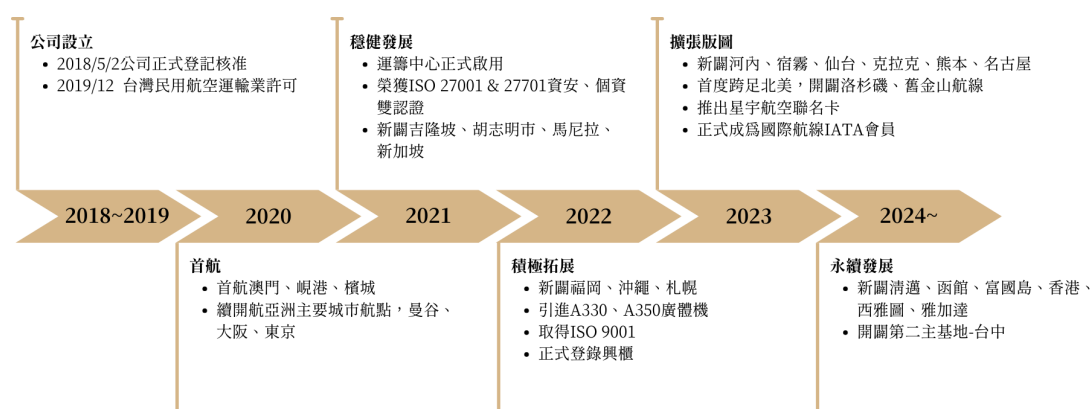 公司設立
• 2018/5/2公司正式登記核准
• 2019/12 台灣民用航空運輸業許可
穩健發展
• 運籌中心正式啟用
• 榮獲ISO 27001 & 27701資安、個資
雙認證
• 新闢吉隆坡、胡志明市、馬尼拉、
新加坡
擴張版圖
• 新闢河內、宿霧、仙台、克拉克、熊本、名古屋
• 首度跨足北美，開闢洛杉磯、舊金山航線
• 推出星宇航空聯名卡
• 正式成為國際航線IATA會員
2018~2019
2020
2021
2022
2023
2024~
首航
• 首航澳門、峴港、檳城
• 續開航亞洲主要城市航點，曼谷、
大阪、東京
積極拓展
• 新闢福岡、沖繩、札幌
• 引進A330、A350廣體機
• 取得ISO 9001
• 正式登錄興櫃
永續發展
• 新闢清邁、函館、富國島、香港、
西雅圖、雅加達
• 開闢第二主基地-台中